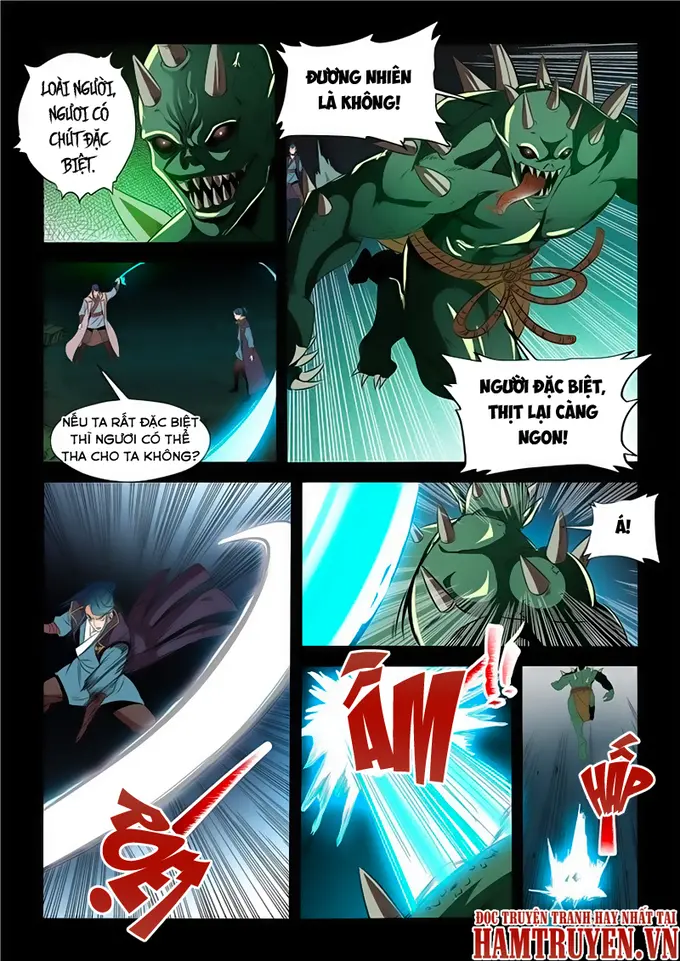 LOÀI NGƯỜI,
NGƯƠI CÓ
CHÚT ĐẶC
BIỆT.
ĐƯƠNG NHIÊN
LÀ KHÔNG!
NẾU TA RẤT ĐẶC BIỆT
THÌ NGƯƠI CÓ THỂ
THA CHO TA KHÔNG?
NGƯỜI ĐẶC BIỆT,
THỊT LẠI CÀNG
NGON!
Á!
ẦM!!
HẤP!
ĐỌC TRUYỆN TRANH HAY NHẤT TẠI
HAMTRUYEN.VN